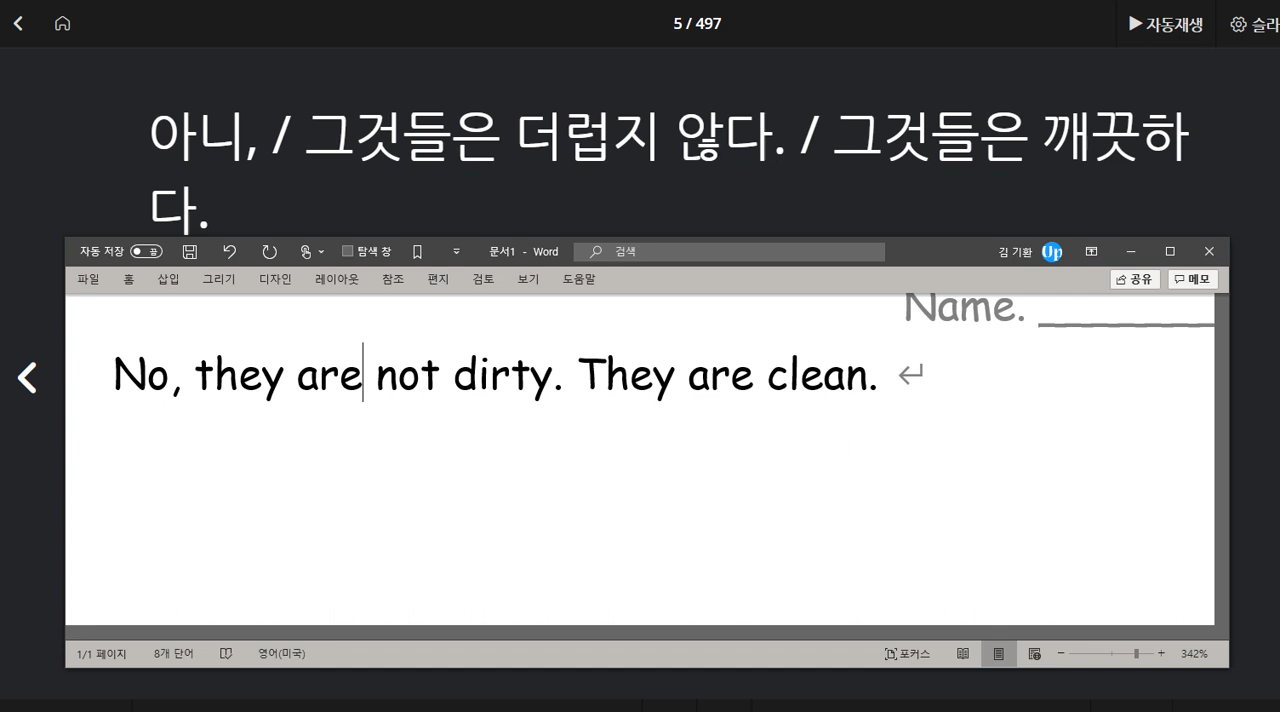 5 / 497
▶ 자동재생
슬라
아니, / 그것들은 더럽지 않다. / 그것들은 깨끗하
다.
자동 저장 끔 탐색 창 문서1 - Word 검색 김 기환 Up
파일 홈 삽입 그리기 디자인 레이아웃 참조 편지 검토 보기 도움말 공유 메모
Name. ________
No, they are not dirty. They are clean. ↵
1/1 페이지 8개 단어 영어(미국) 포커스 − + 342%